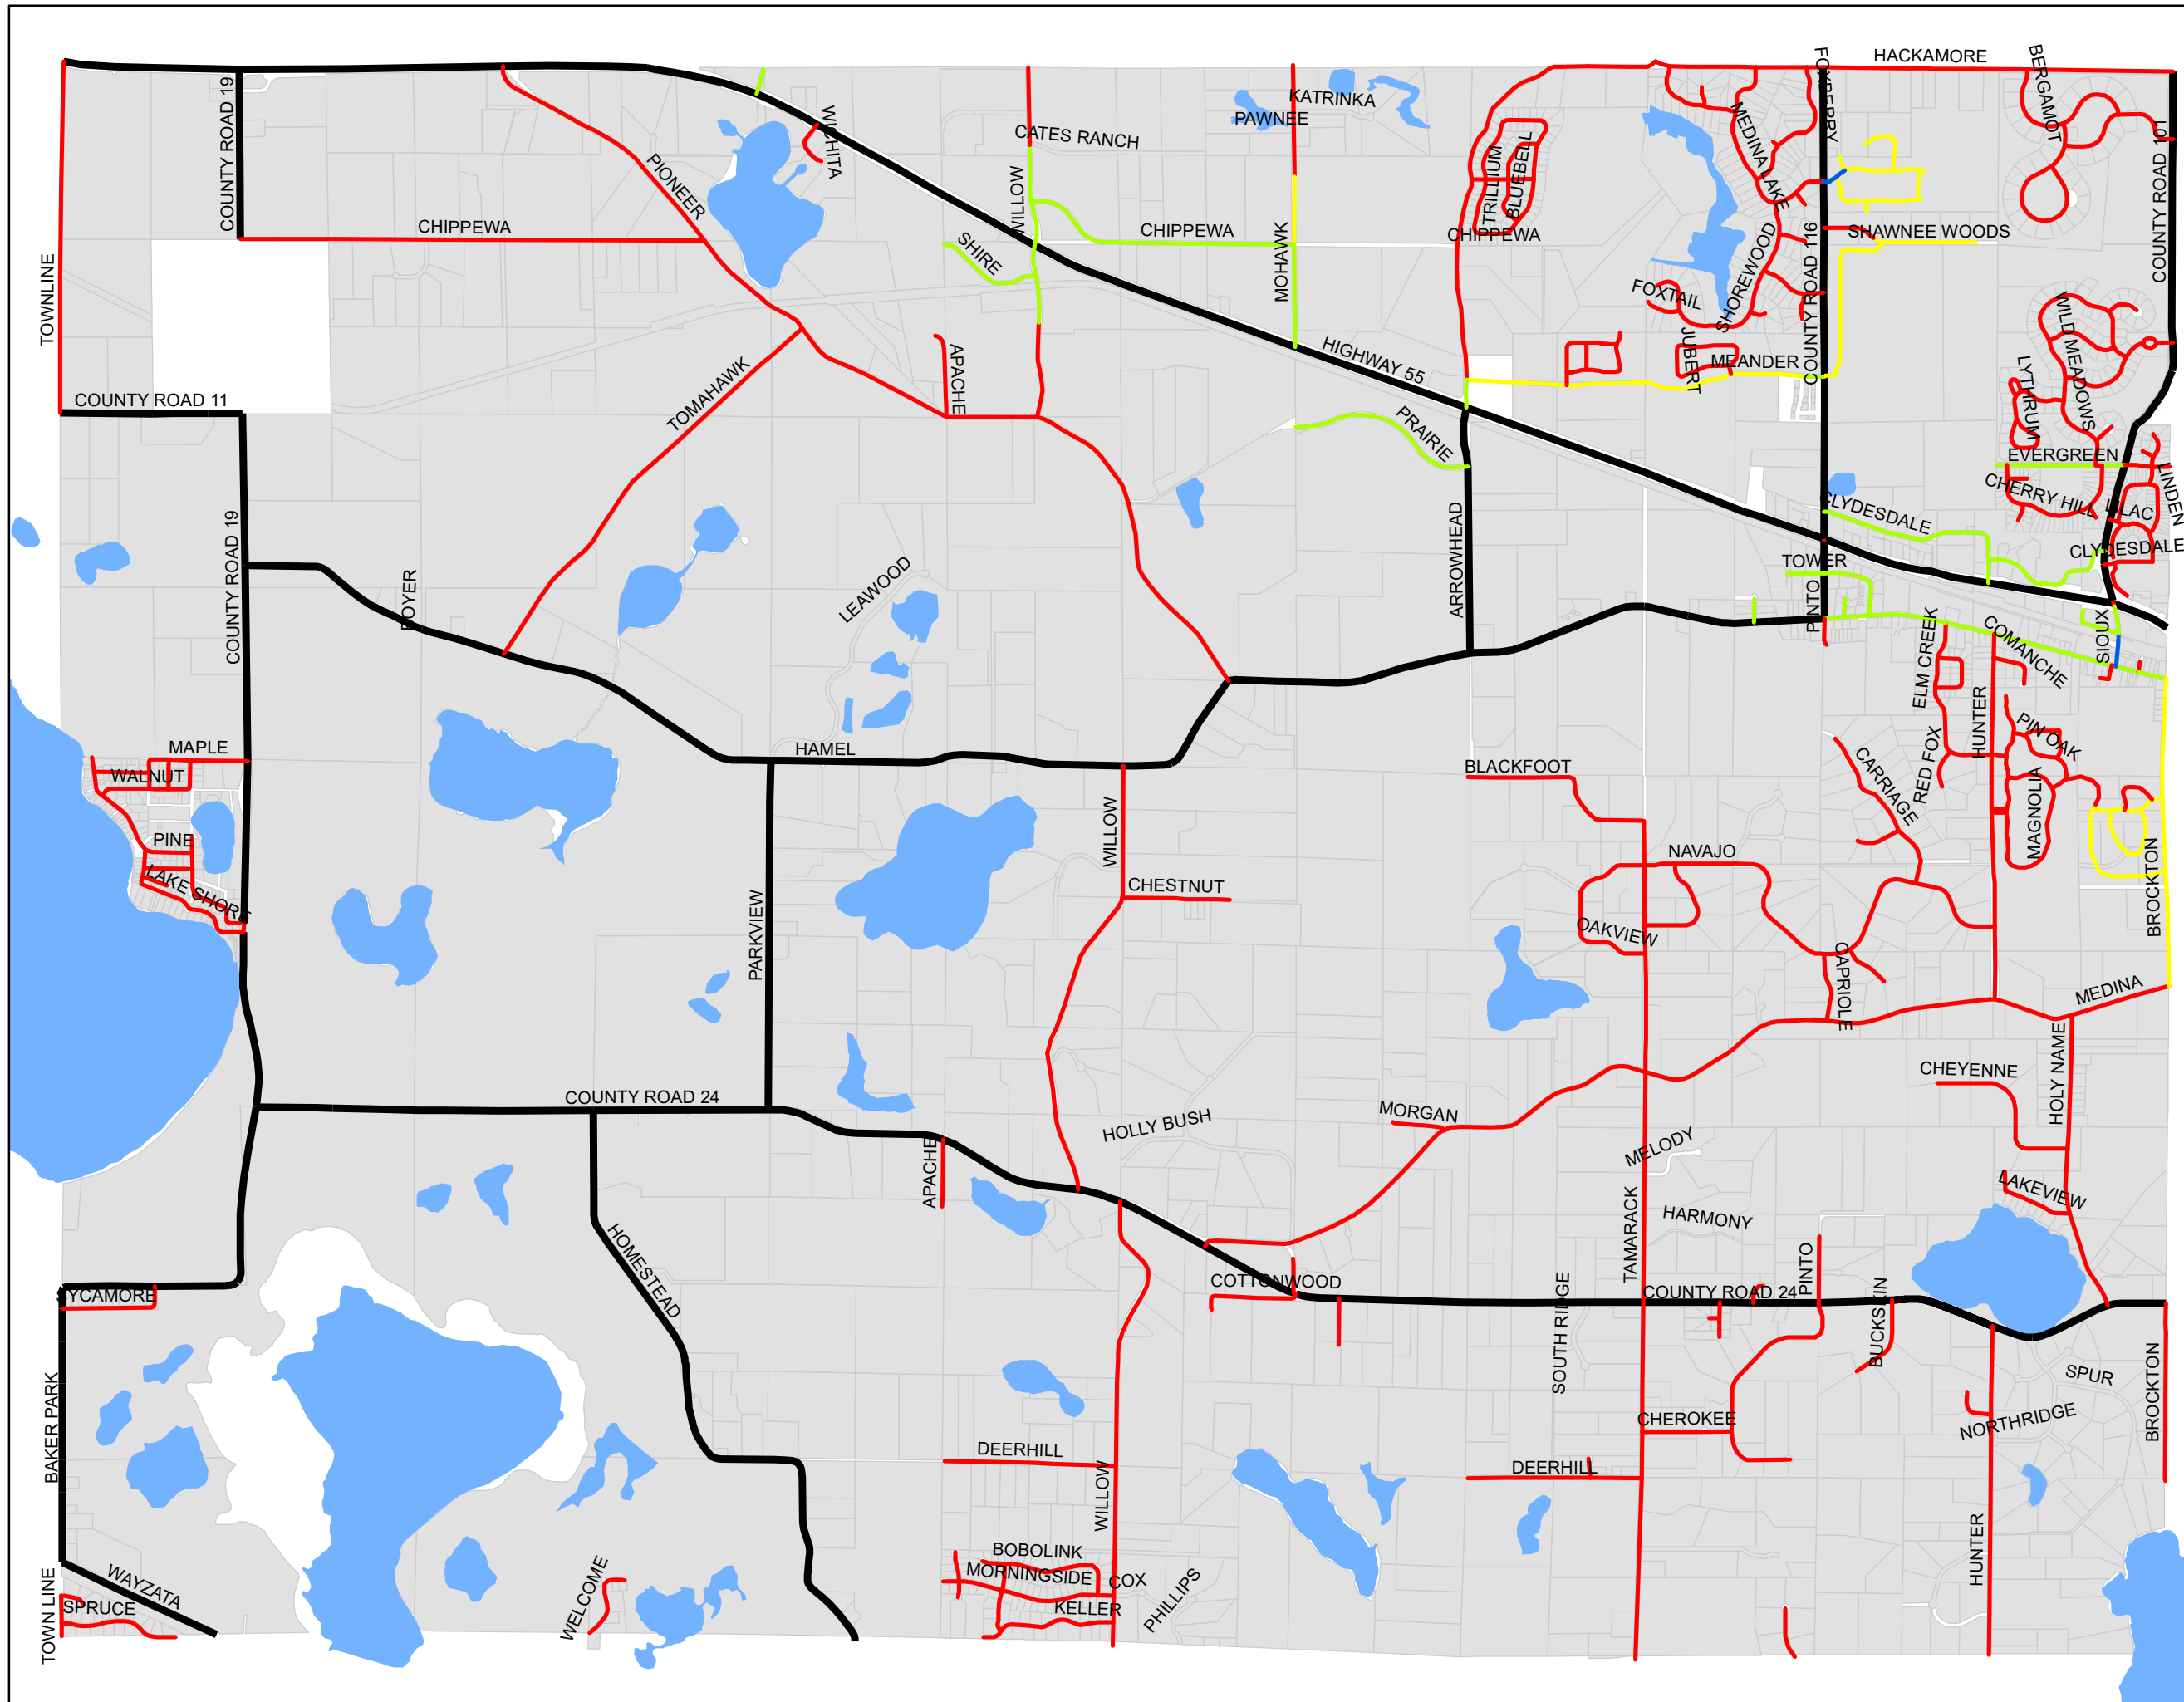 HACKAMORE
FOXBERRY
BERGAMOT
COUNTY ROAD 19
WICHITA
KATRINKA
PAWNEE
CATES RANCH
MEDINA LAKE
COUNTY ROAD 101
PIONEER
TRILLIUM
BLUEBELL
WILLOW
CHIPPEWA
CHIPPEWA
CHIPPEWA
SHAWNEE WOODS
SHIRE
MOHAWK
SHOREWOOD
COUNTY ROAD 116
TOWNLINE
FOXTAIL
WILD MEADOWS
HIGHWAY 55
JUBERT
MEANDER
APACHE
TOMAHAWK
LYTHRUM
COUNTY ROAD 11
PRAIRIE
EVERGREEN
LINDEN
CHERRY HILL
LILAC
CLYDESDALE
CLYDESDALE
COUNTY ROAD 19
ARROWHEAD
TOWER
LEAWOOD
PINTO
ELM CREEK
COMANCHE
SIOUX
MAPLE
HAMEL
HUNTER
PIN OAK
WALNUT
BLACKFOOT
CARRIAGE
RED FOX
PINE
WILLOW
MAGNOLIA
NAVAJO
LAKE SHORE
CHESTNUT
BROCKTON
PARKVIEW
OAKVIEW
CAPRIOLE
MEDINA
COUNTY ROAD 24
CHEYENNE
HOLY NAME
MORGAN
HOLLY BUSH
MELODY
APACHE
TAMARACK
LAKEVIEW
HARMONY
HOMESTEAD
SYCAMORE
COTTONWOOD
COUNTY ROAD 24
PINTO
SOUTH RIDGE
BUCKSKIN
SPUR
BROCKTON
BAKER PARK
CHEROKEE
NORTHRIDGE
DEERHILL
DEERHILL
WILLOW
HUNTER
BOBOLINK
MORNINGSIDE
COX
KELLER
PHILLIPS
WELCOME
WAYZATA
SPRUCE
TOWN LINE